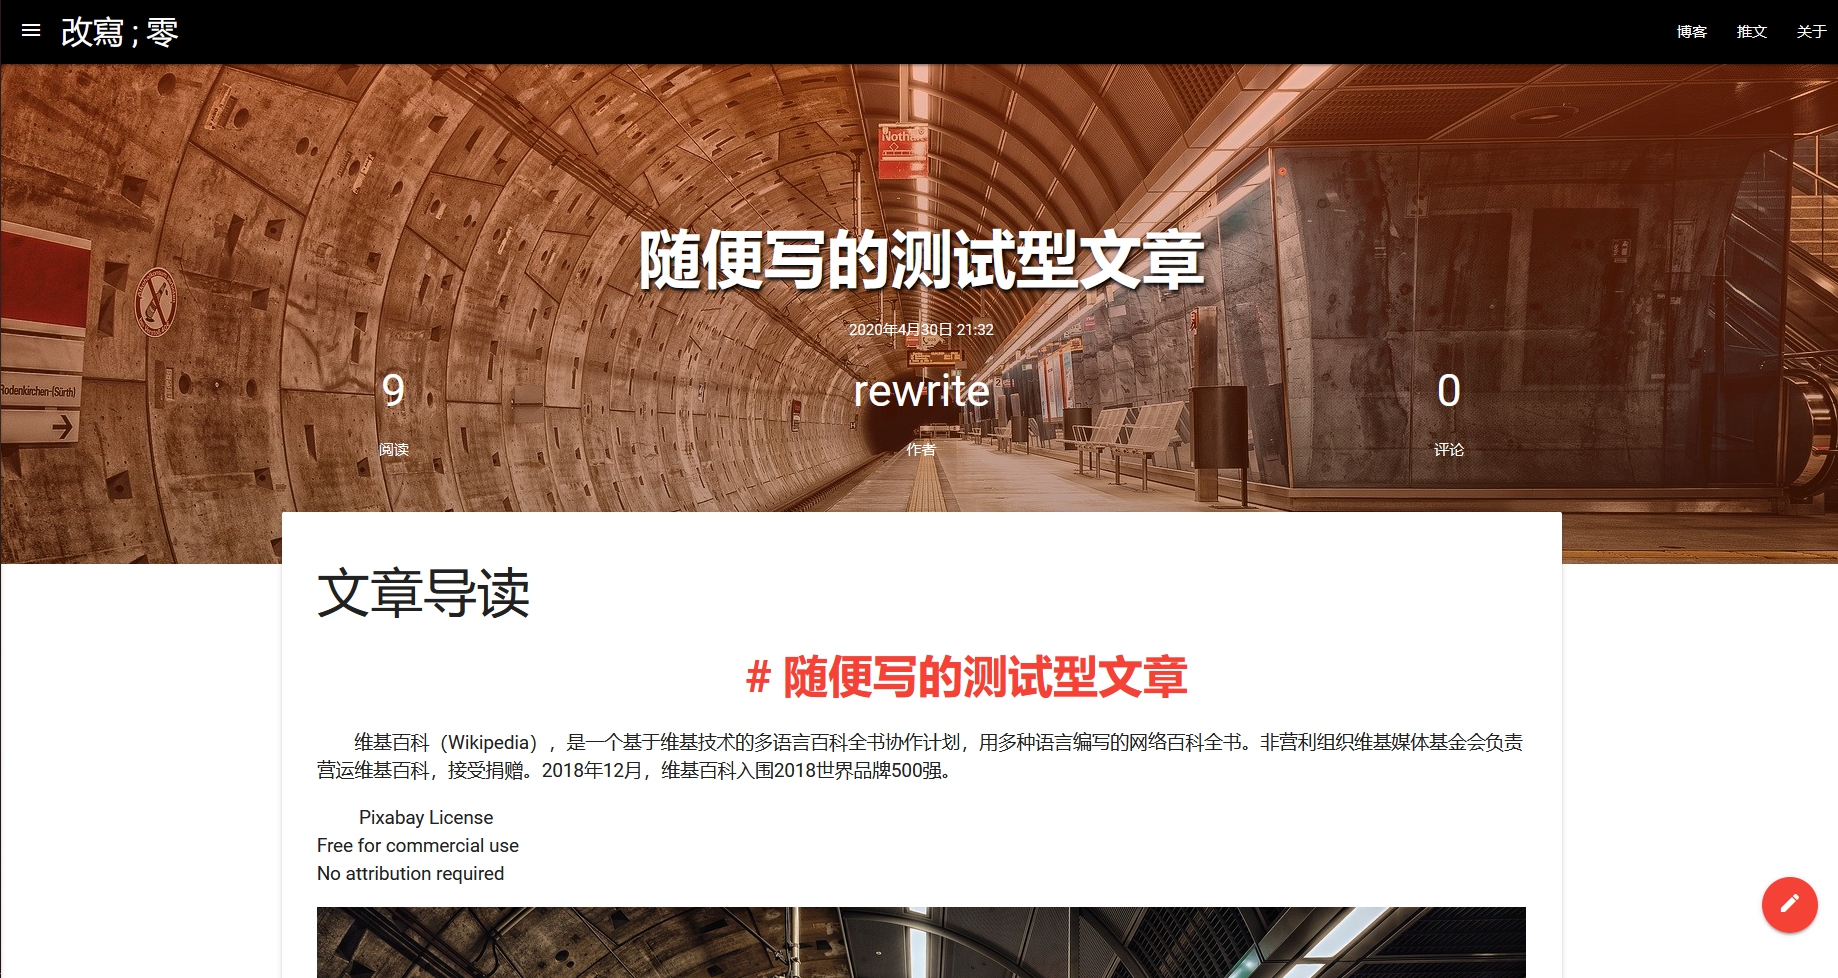 改寫 ; 零
博客 推文 关于
Nothalt
随便写的测试型文章
2020年4月30日 21:32
9 rewrite 0
阅读 作者 评论
Rodenkirchen-(Sürth)
文章导读
# 随便写的测试型文章
维基百科（Wikipedia），是一个基于维基技术的多语言百科全书协作计划，用多种语言编写的网络百科全书。非营利组织维基媒体基金会负责
营运维基百科，接受捐赠。2018年12月，维基百科入围2018世界品牌500强。
Pixabay License
Free for commercial use
No attribution required